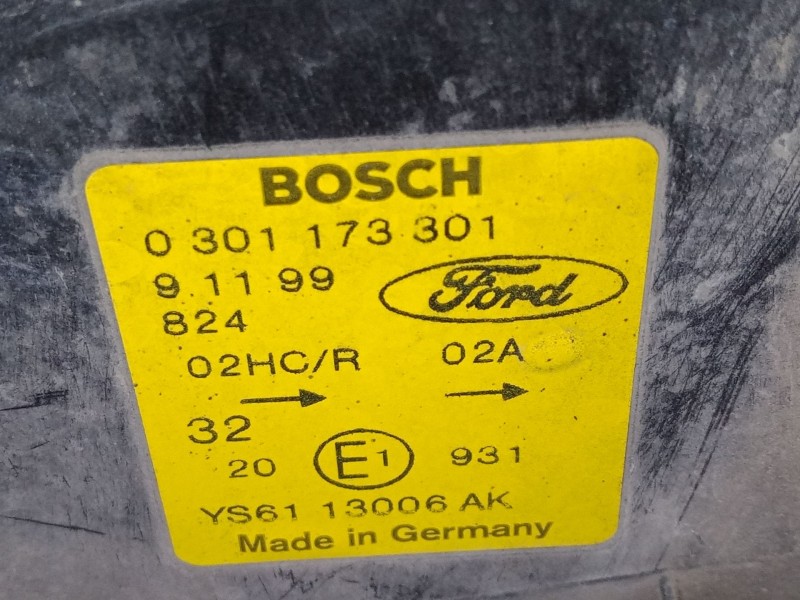 BOSCH
0 301 173 301
9 11 99
Ford
824
02HC/R 02A
32
20 E1 931
YS61 13006 AK
Made in Germany